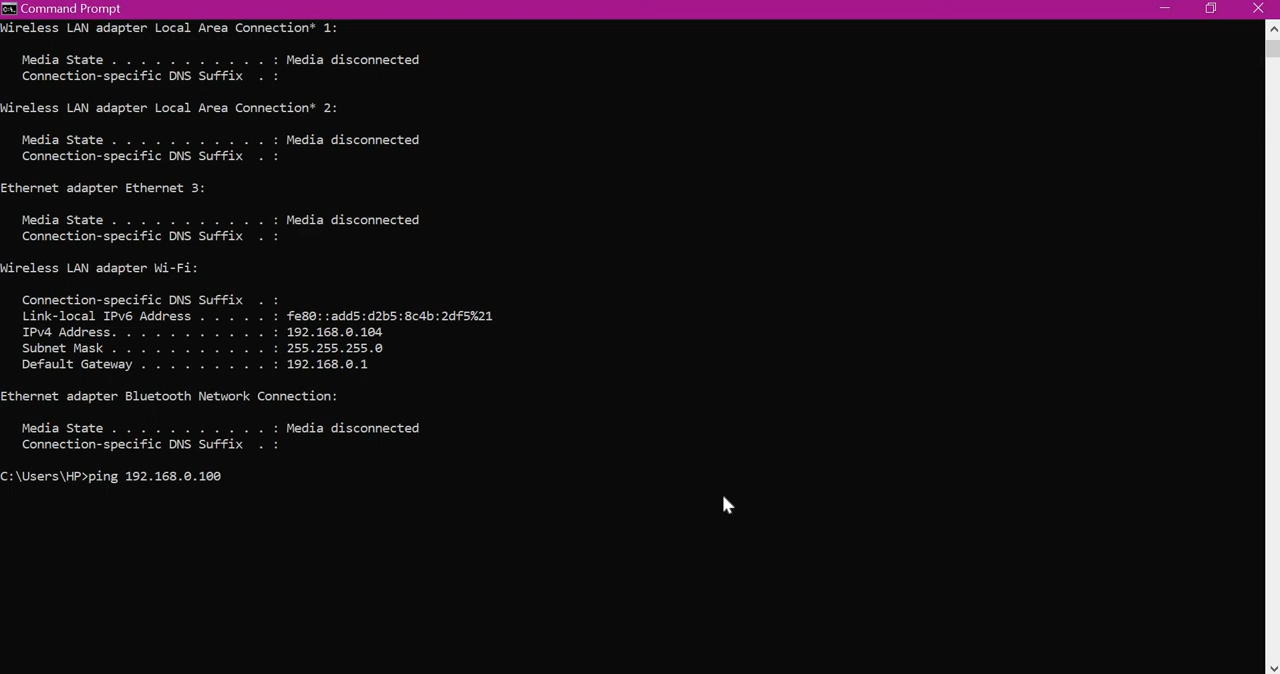 Command Prompt
Wireless LAN adapter Local Area Connection* 1:
Media State . . . . . . . . . . . : Media disconnected
Connection-specific DNS Suffix  . :
Wireless LAN adapter Local Area Connection* 2:
Media State . . . . . . . . . . . : Media disconnected
Connection-specific DNS Suffix  . :
Ethernet adapter Ethernet 3:
Media State . . . . . . . . . . . : Media disconnected
Connection-specific DNS Suffix  . :
Wireless LAN adapter Wi-Fi:
Connection-specific DNS Suffix  . :
Link-local IPv6 Address . . . . . : fe80::add5:d2b5:8c4b:2df5%21
IPv4 Address. . . . . . . . . . . : 192.168.0.104
Subnet Mask . . . . . . . . . . . : 255.255.255.0
Default Gateway . . . . . . . . . : 192.168.0.1
Ethernet adapter Bluetooth Network Connection:
Media State . . . . . . . . . . . : Media disconnected
Connection-specific DNS Suffix  . :
C:\Users\HP>ping 192.168.0.100